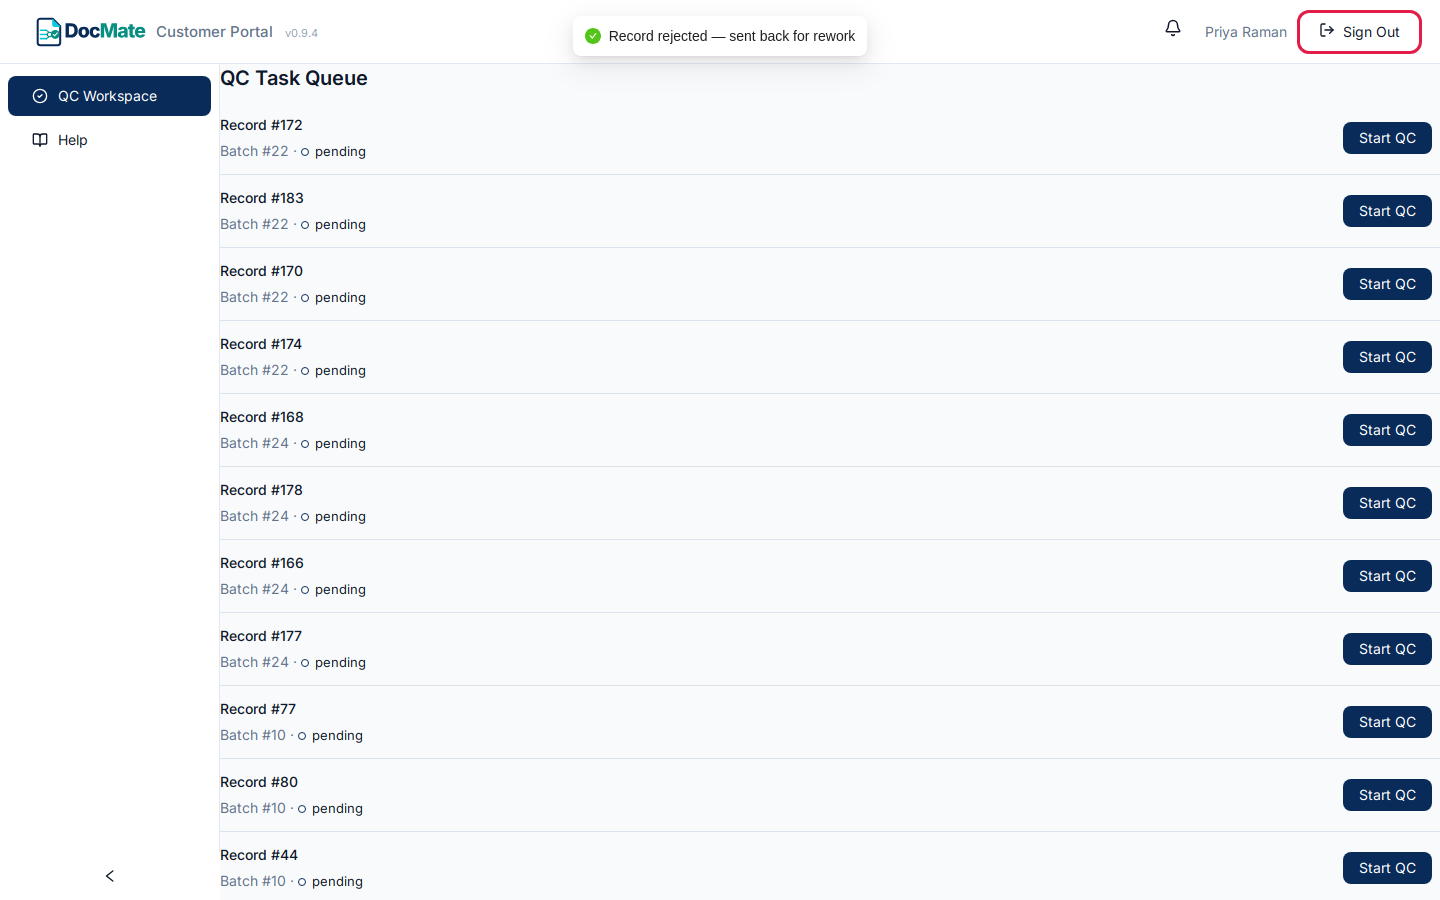 DocMate Customer Portal v0.9.4
Record rejected — sent back for rework
Priya Raman
Sign Out
QC Workspace
Help
QC Task Queue
Record #172
Batch #22 · pending
Start QC
Record #183
Batch #22 · pending
Start QC
Record #170
Batch #22 · pending
Start QC
Record #174
Batch #22 · pending
Start QC
Record #168
Batch #24 · pending
Start QC
Record #178
Batch #24 · pending
Start QC
Record #166
Batch #24 · pending
Start QC
Record #177
Batch #24 · pending
Start QC
Record #77
Batch #10 · pending
Start QC
Record #80
Batch #10 · pending
Start QC
Record #44
Batch #10 · pending
Start QC